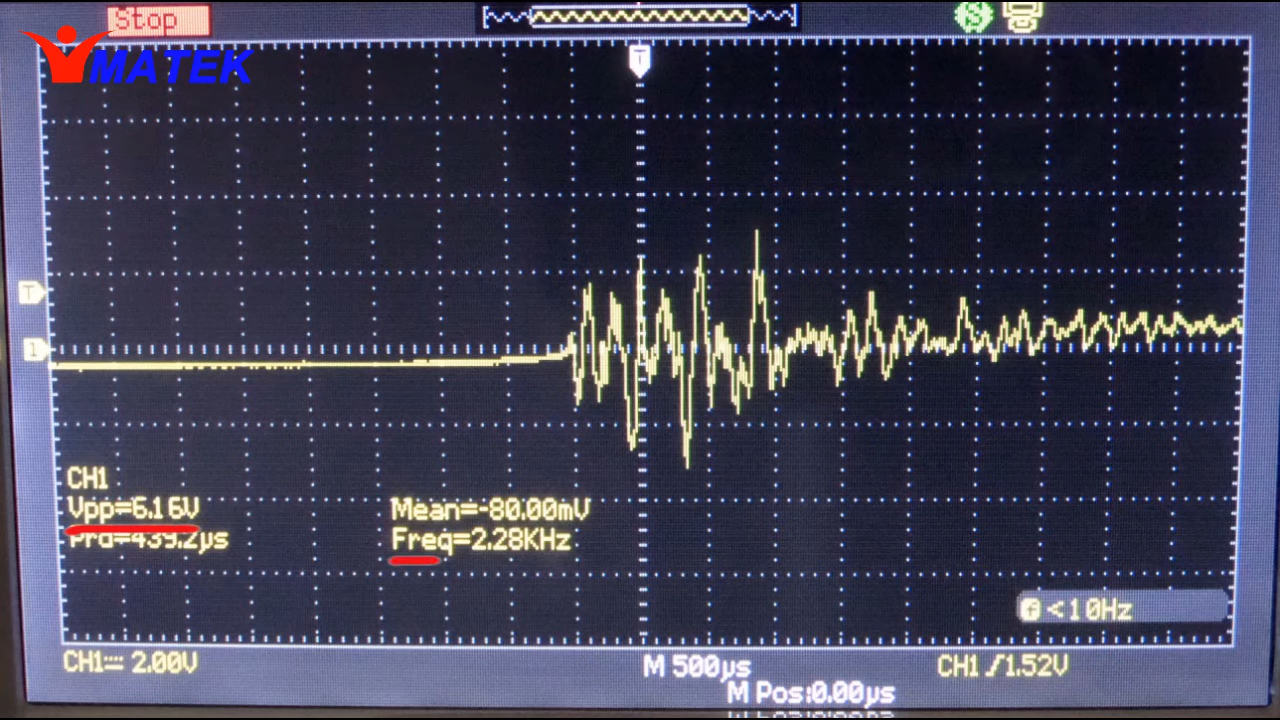 Stop
T
MATEK
T
1
CH1
Vpp=6.16V
Mean=-80.00mV
Prd=439.2µs
Freq=2.28KHz
f <10Hz
CH1 2.00V
M 500µs
CH1 /1.52V
M Pos:0.00µs